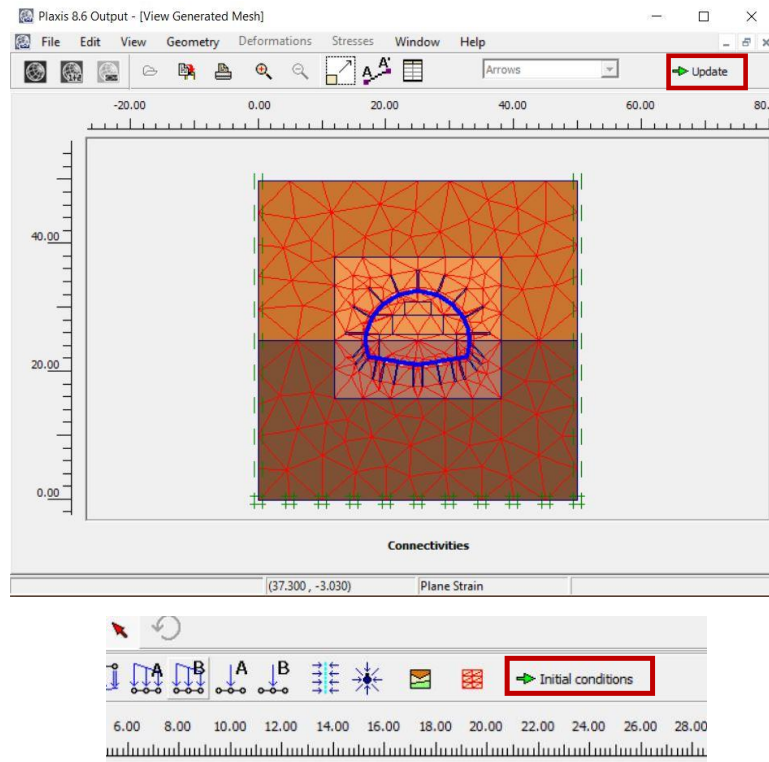 Plaxis 8.6 Output - [View Generated Mesh]
File Edit View Geometry Deformations Stresses Window Help
A A' Arrows Update
-20.00 0.00 20.00 40.00 60.00 80.
40.00
20.00
0.00
Connectivities
(37.300 , -3.030) Plane Strain
A B A B Initial conditions
6.00 8.00 10.00 12.00 14.00 16.00 18.00 20.00 22.00 24.00 26.00 28.00